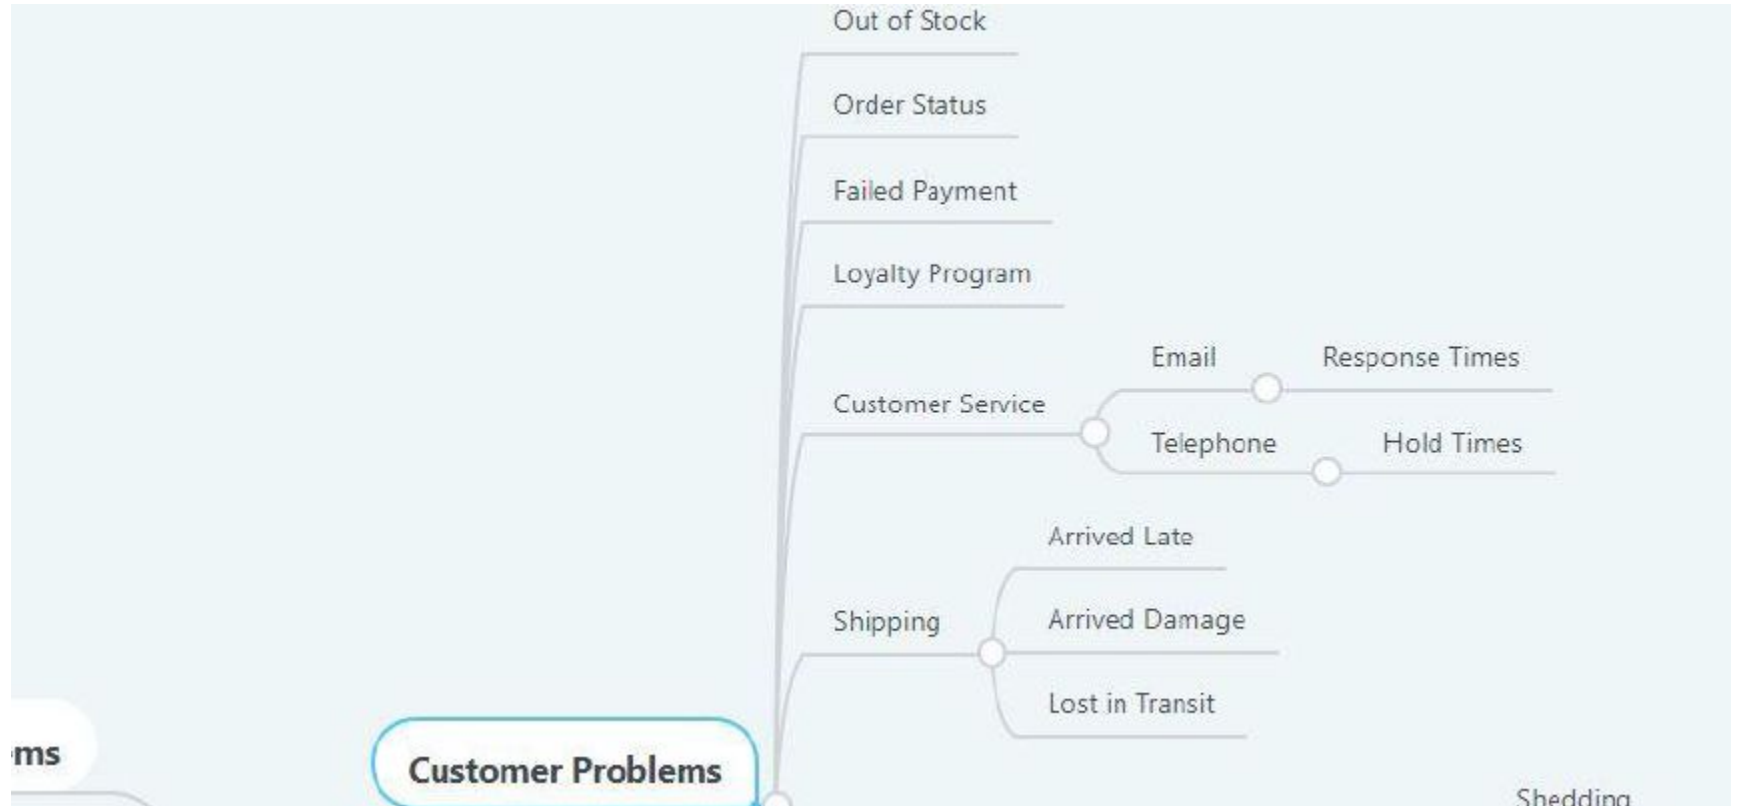 Out of Stock
Order Status
Failed Payment
Loyalty Program
Customer Service
Email
Response Times
Telephone
Hold Times
Shipping
Arrived Late
Arrived Damage
Lost in Transit
ms
Customer Problems
Shedding